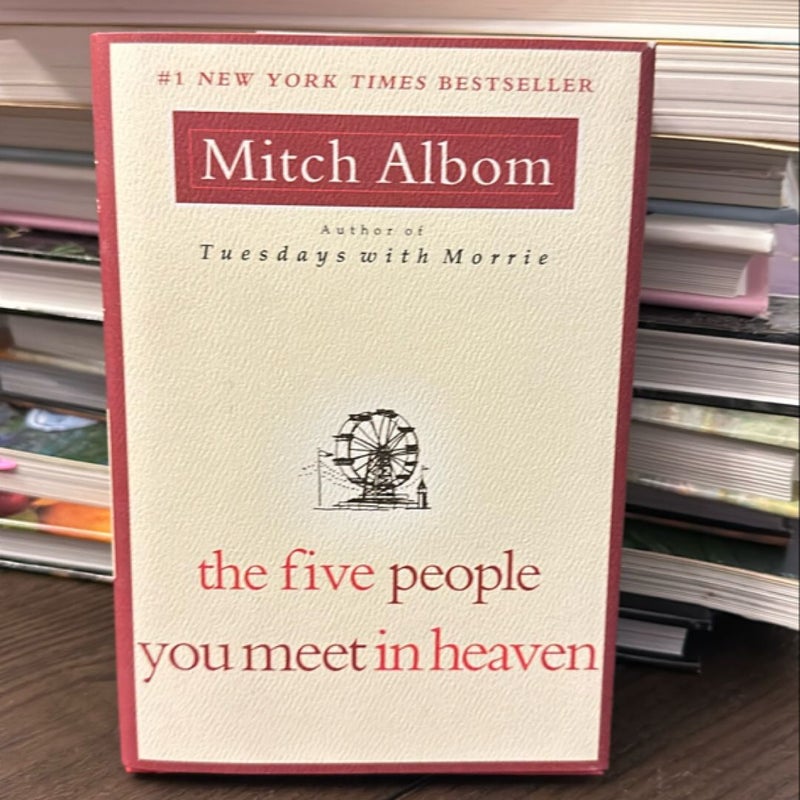 #1 NEW YORK TIMES BESTSELLER
Mitch Albom
Author of
Tuesdays with Morrie
the five people
you meet in heaven